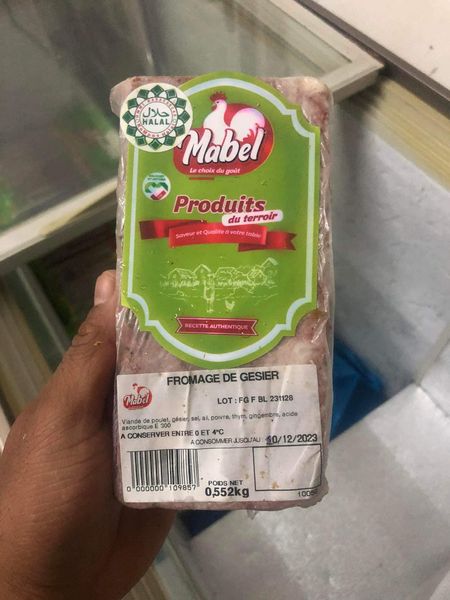 حلال
HALAL
Mabel
Le choix du goût
Produits
du terroir
Saveur et Qualité à votre table
RECETTE AUTHENTIQUE
FROMAGE DE GESIER
Mabel
LOT : FG F BL 231128
Viande de poulet, gésier, sel, ail, poivre, thym, gingembre, acide
ascorbique E 300
A CONSERVER ENTRE 0 ET 4°C
A CONSOMMER JUSQU'AU : 10/12/2023
POIDS NET
0,552kg
0 000000 109857